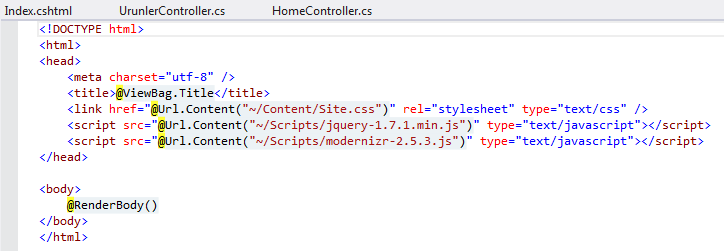 Index.cshtml UrunlerController.cs HomeController.cs
<!DOCTYPE html>
<html>
<head>
    <meta charset="utf-8" />
    <title>@ViewBag.Title</title>
    <link href="@Url.Content("~/Content/Site.css")" rel="stylesheet" type="text/css" />
    <script src="@Url.Content("~/Scripts/jquery-1.7.1.min.js")" type="text/javascript"></script>
    <script src="@Url.Content("~/Scripts/modernizr-2.5.3.js")" type="text/javascript"></script>
</head>
<body>
    @RenderBody()
</body>
</html>